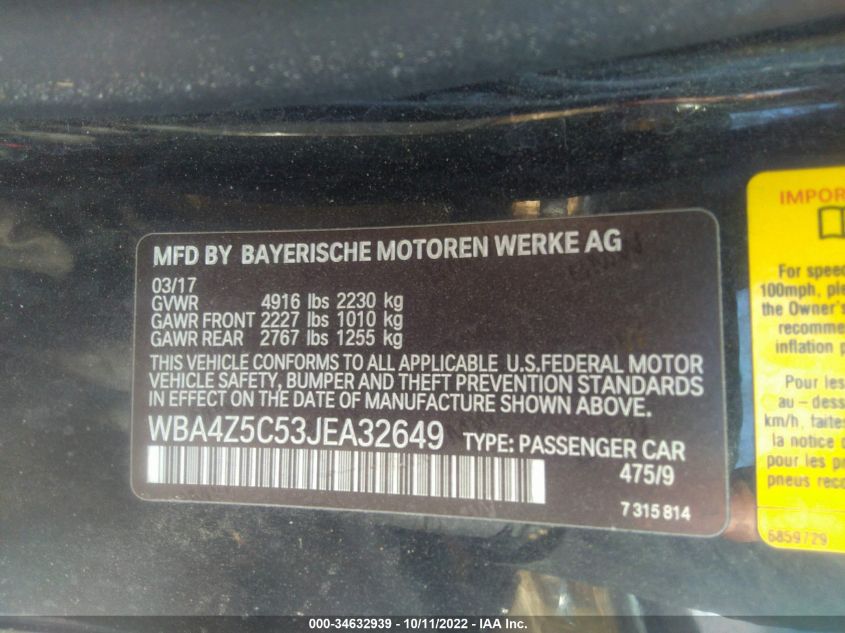 MFD BY BAYERISCHE MOTOREN WERKE AG
03/17
GVWR 4916 lbs 2230 kg
GAWR FRONT 2227 lbs 1010 kg
GAWR REAR 2767 lbs 1255 kg
THIS VEHICLE CONFORMS TO ALL APPLICABLE U.S.FEDERAL MOTOR
VEHICLE SAFETY, BUMPER AND THEFT PREVENTION STANDARDS
IN EFFECT ON THE DATE OF MANUFACTURE SHOWN ABOVE.
WBA4Z5C53JEA32649 TYPE: PASSENGER CAR
475/9
7 315 814
For speed
100mph, ple
the Owner's
recomme
inflation p
Pour les
au-dess
km/h, faites
la notice d
pour les p
pneus reco
6859729
000-34632939 - 10/11/2022 - IAA Inc.